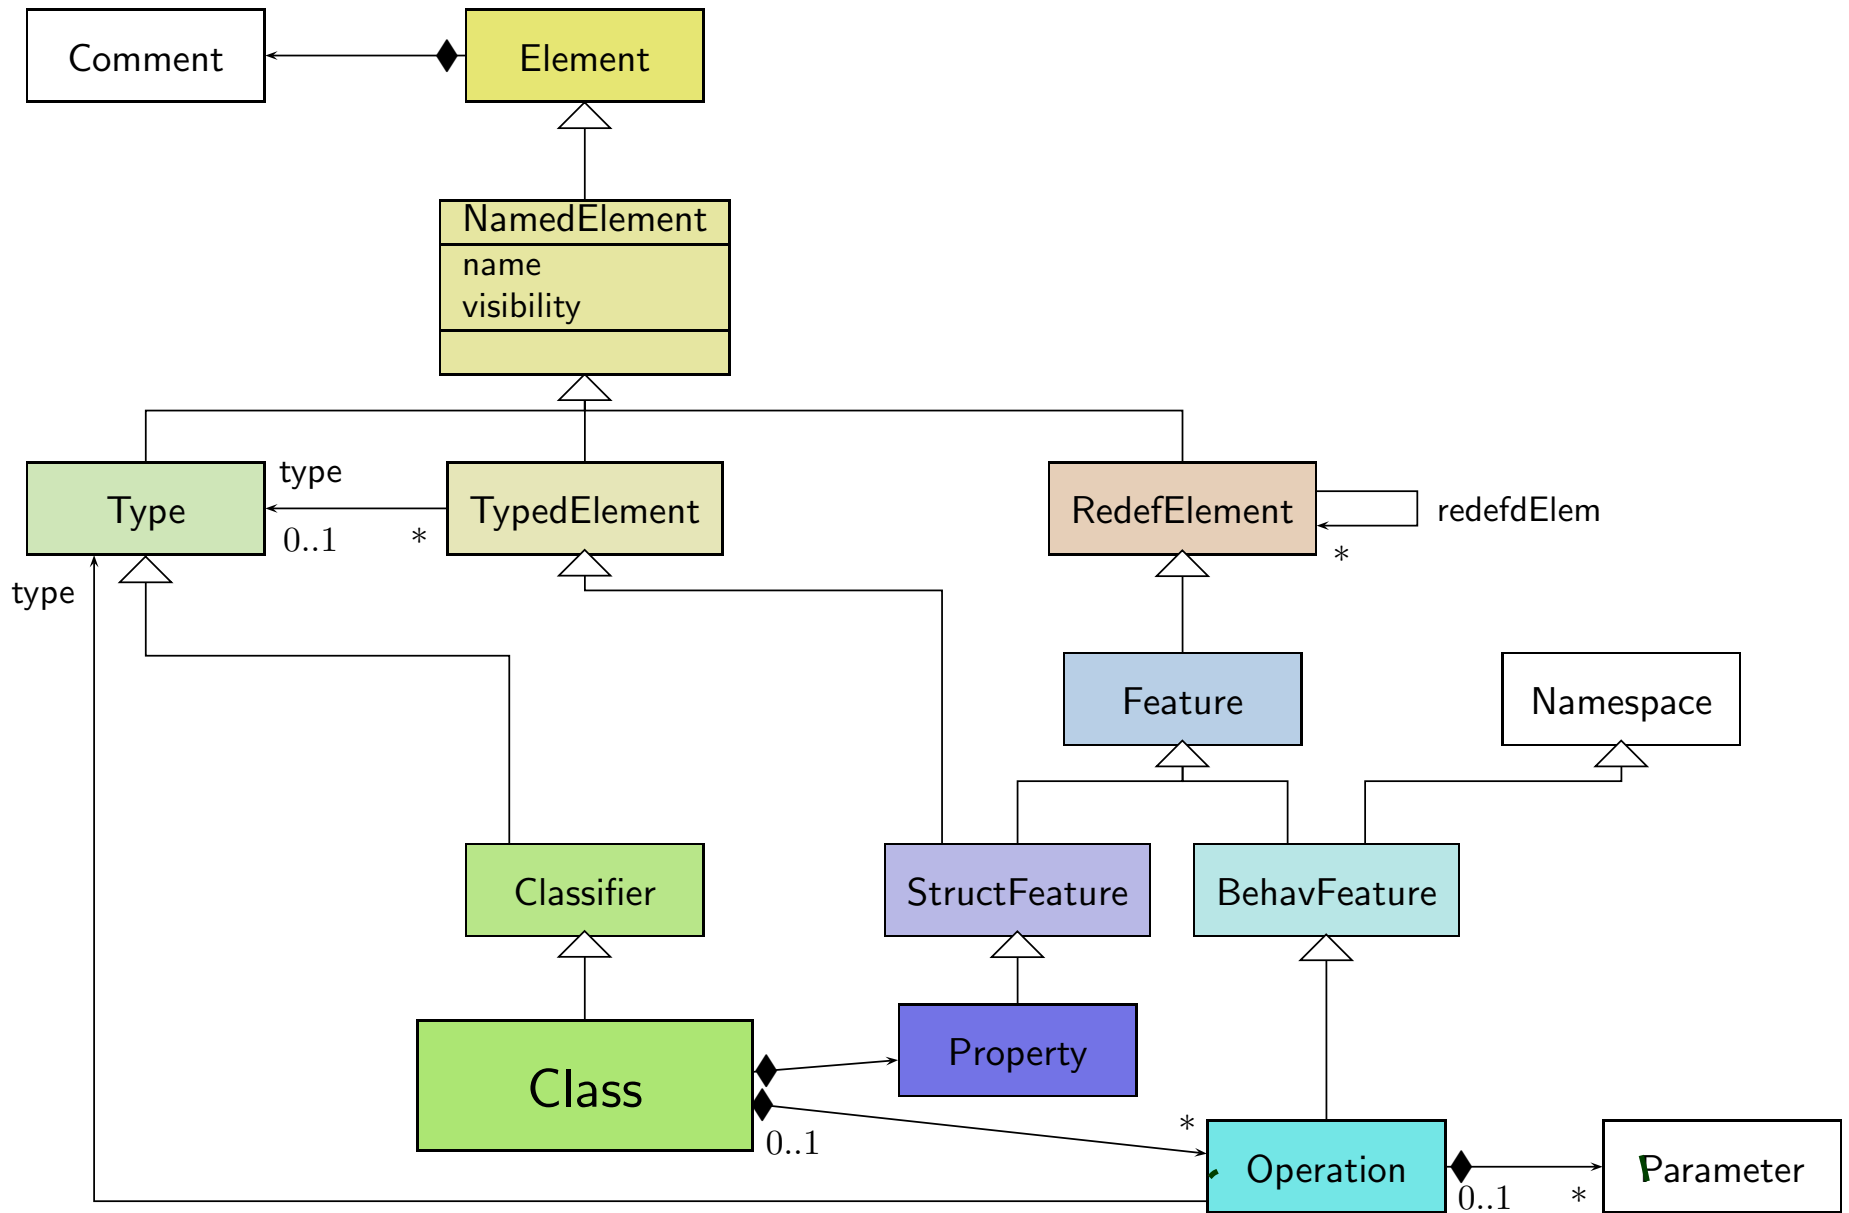 Comment
Element
NamedElement
name
visibility
type
Type
TypedElement
RedefElement
redefdElem
0..1
*
*
type
Feature
Namespace
Classifier
StructFeature
BehavFeature
Property
Class
*
0..1
Operation
Parameter
0..1
*